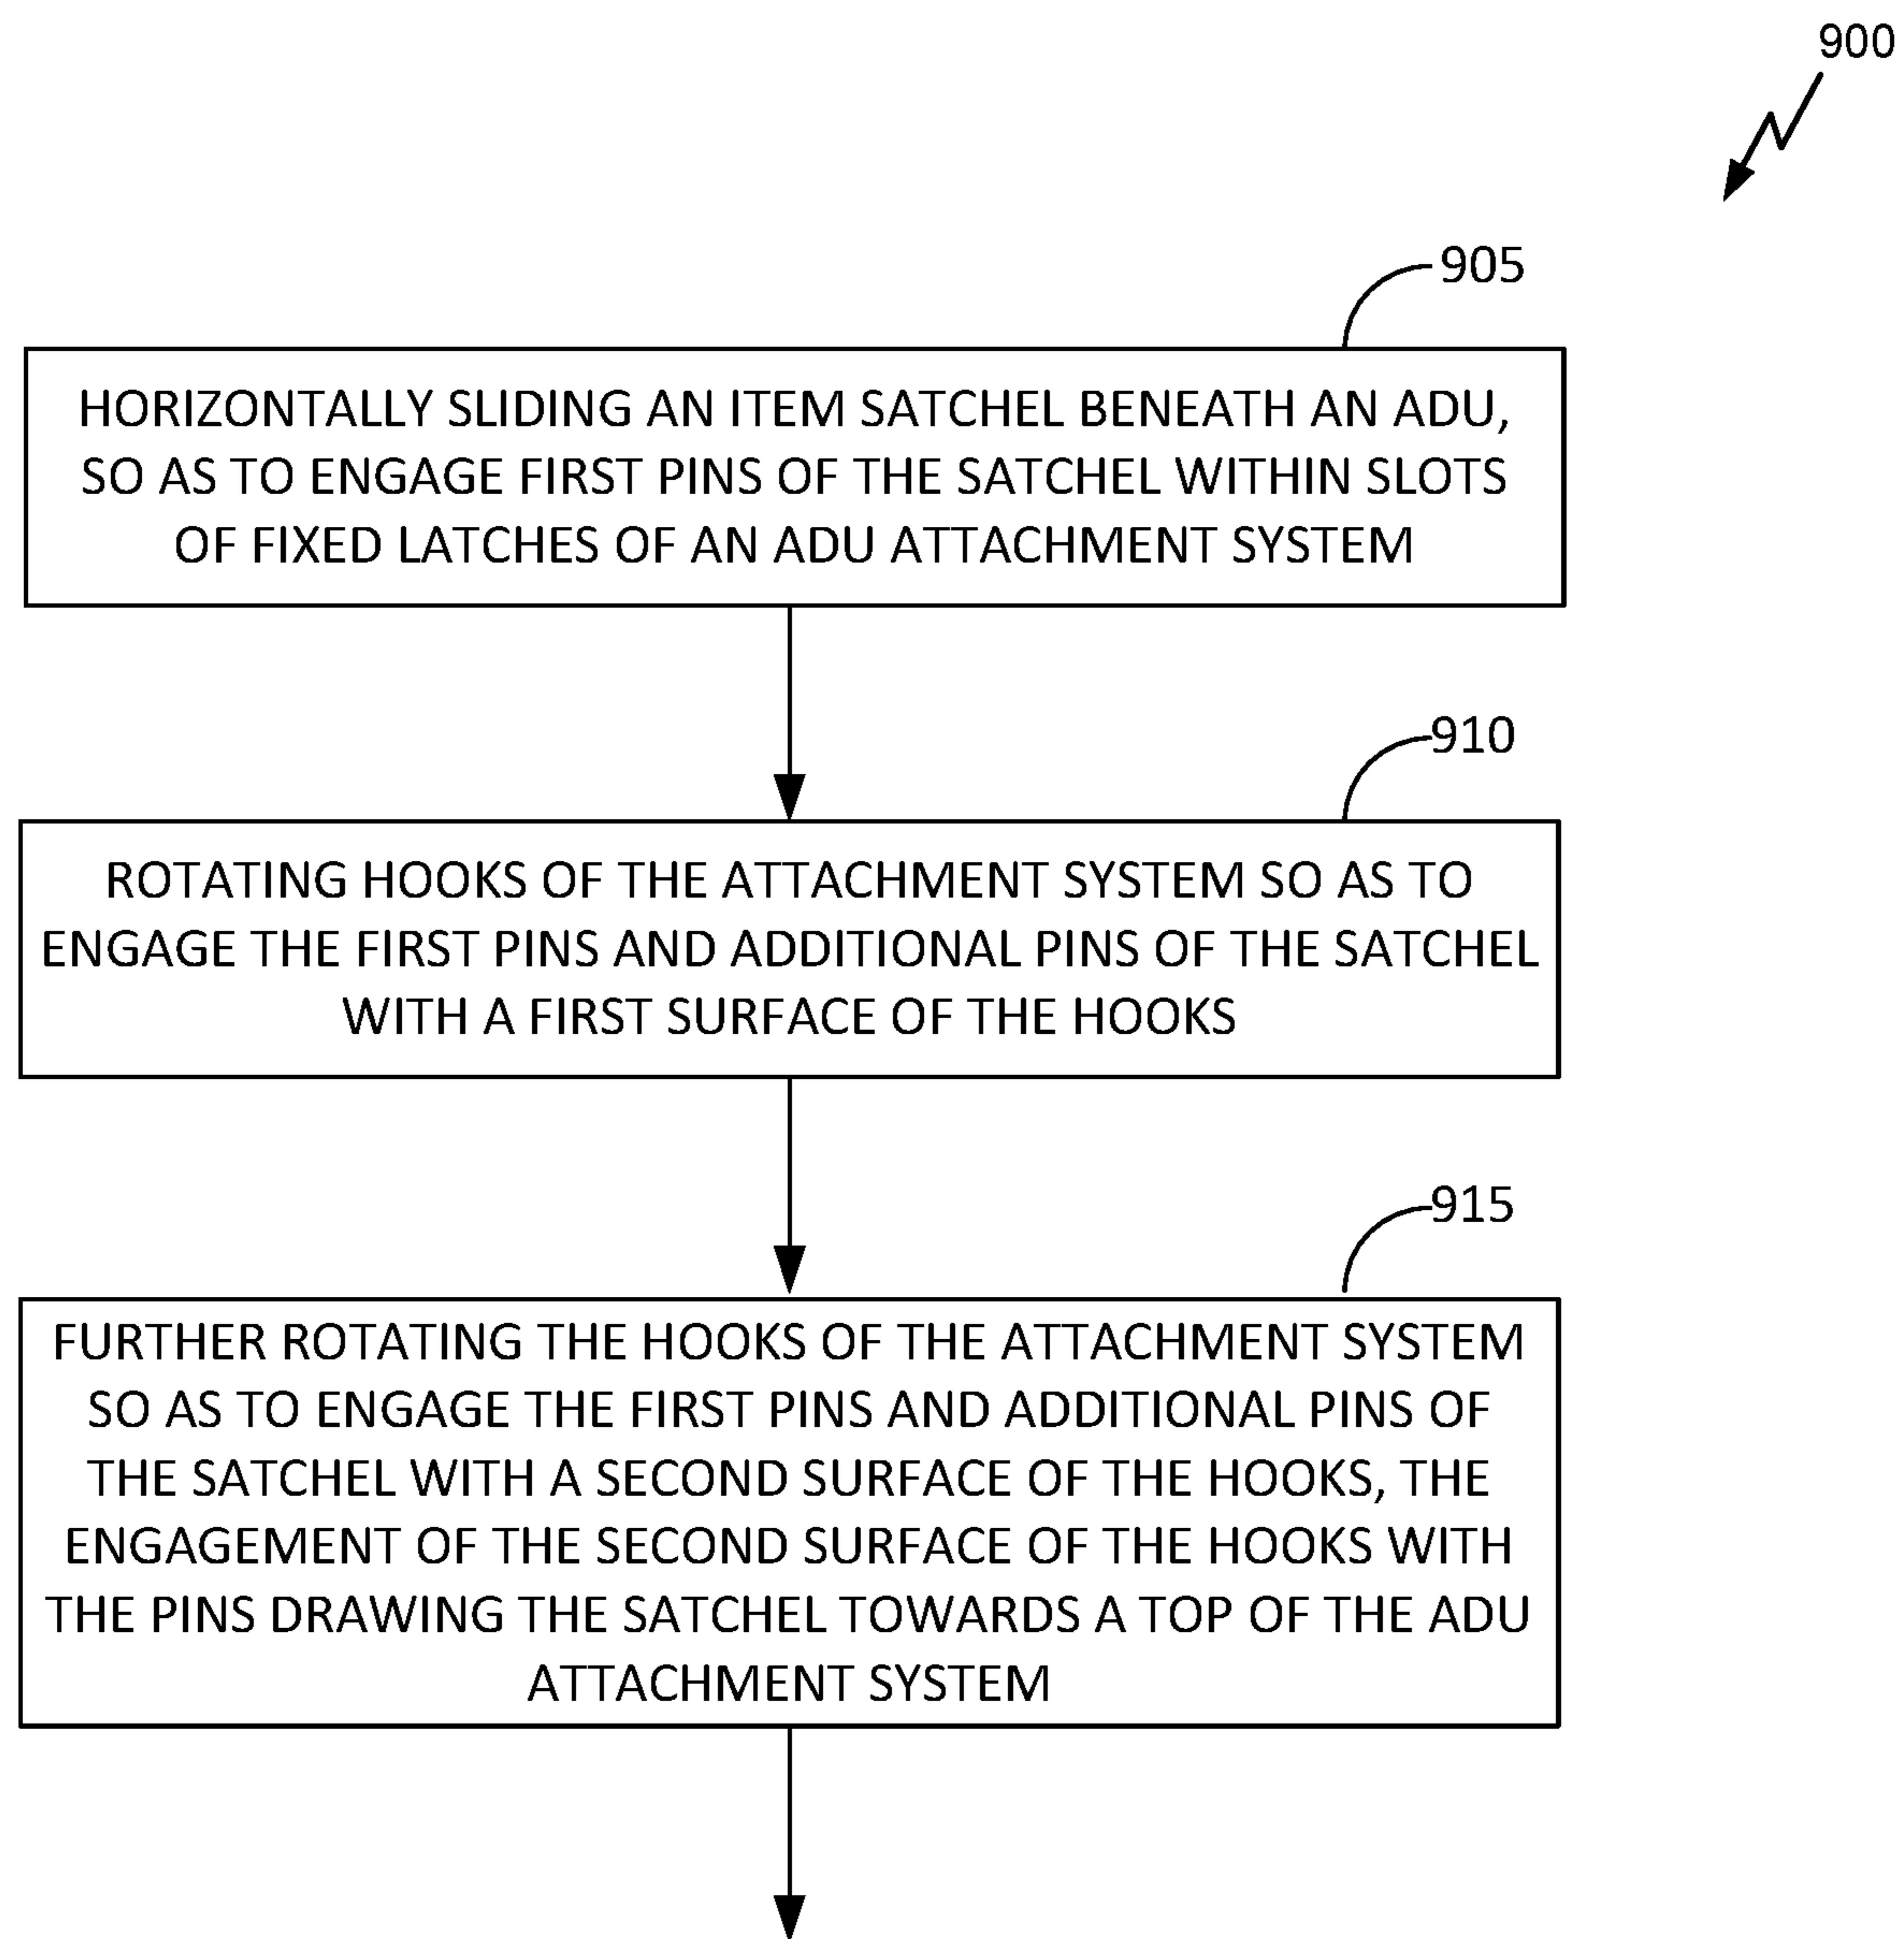 900
905
HORIZONTALLY SLIDING AN ITEM SATCHEL BENEATH AN ADU,
SO AS TO ENGAGE FIRST PINS OF THE SATCHEL WITHIN SLOTS
OF FIXED LATCHES OF AN ADU ATTACHMENT SYSTEM
910
ROTATING HOOKS OF THE ATTACHMENT SYSTEM SO AS TO
ENGAGE THE FIRST PINS AND ADDITIONAL PINS OF THE SATCHEL
WITH A FIRST SURFACE OF THE HOOKS
915
FURTHER ROTATING THE HOOKS OF THE ATTACHMENT SYSTEM
SO AS TO ENGAGE THE FIRST PINS AND ADDITIONAL PINS OF
THE SATCHEL WITH A SECOND SURFACE OF THE HOOKS, THE
ENGAGEMENT OF THE SECOND SURFACE OF THE HOOKS WITH
THE PINS DRAWING THE SATCHEL TOWARDS A TOP OF THE ADU
ATTACHMENT SYSTEM